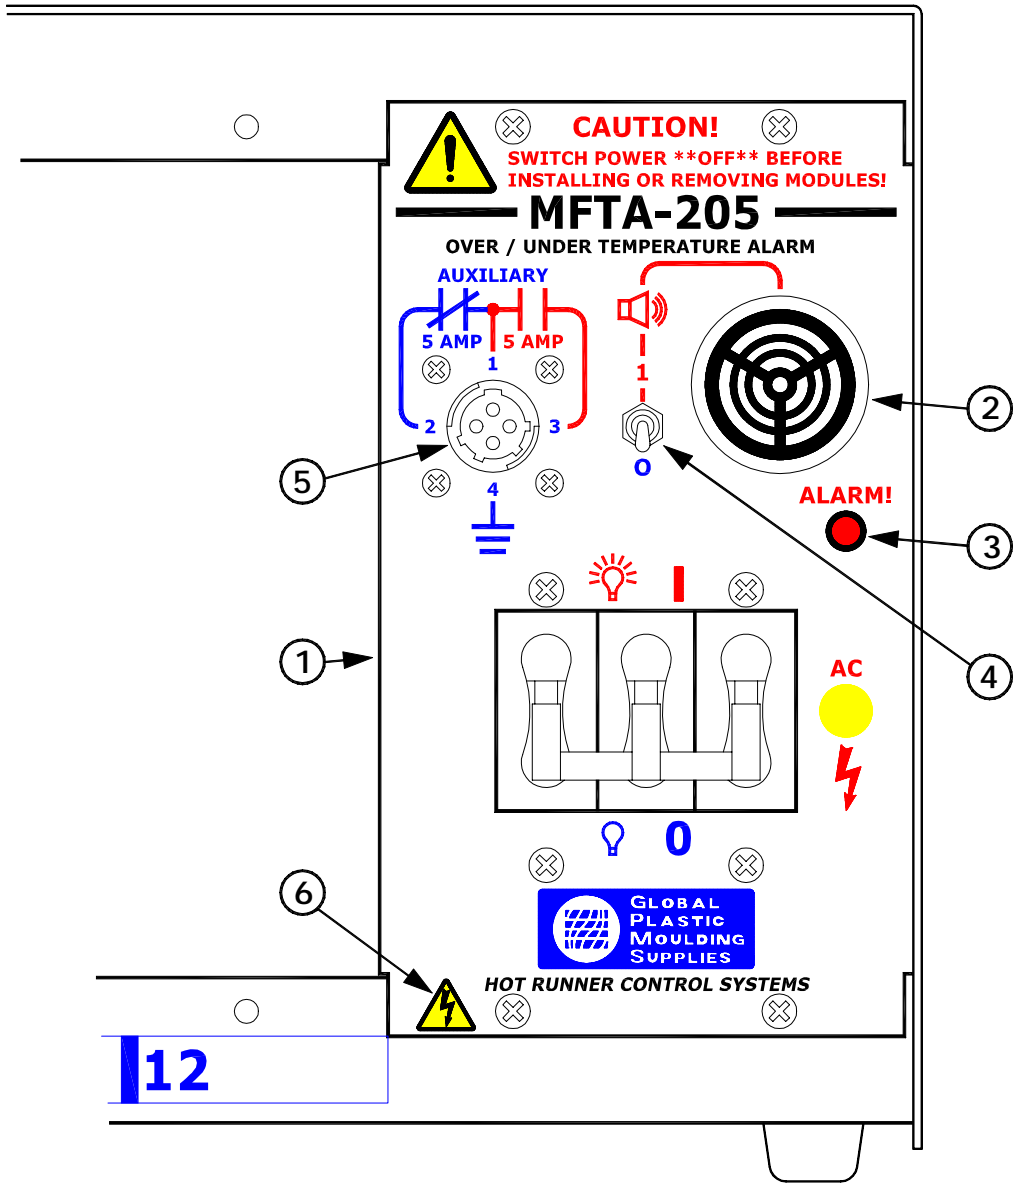 CAUTION!
SWITCH POWER **OFF** BEFORE
INSTALLING OR REMOVING MODULES!
MFTA-205
OVER / UNDER TEMPERATURE ALARM
AUXILIARY
5 AMP
5 AMP
1
2
3
4
1
O
2
ALARM!
3
5
4
1
AC
0
6
GLOBAL
PLASTIC
MOULDING
SUPPLIES
HOT RUNNER CONTROL SYSTEMS
12